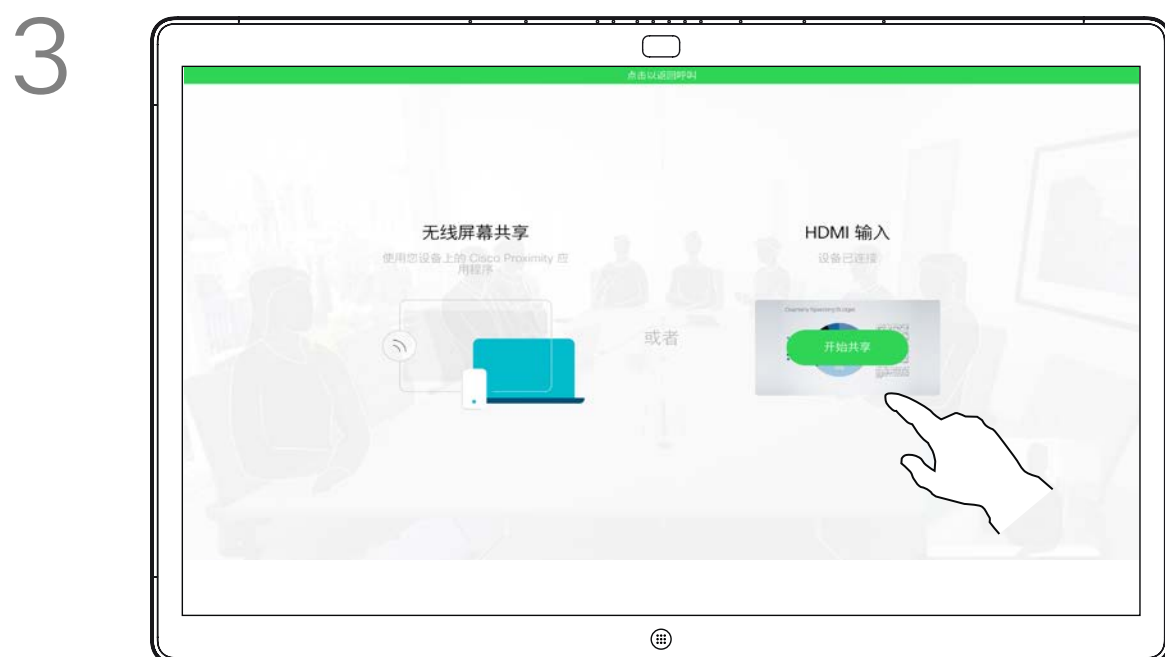 3
点击以返回呼叫
无线屏幕共享
使用您设备上的 Cisco Proximity 应
用程序
或者
HDMI 输入
设备已连接
开始共享